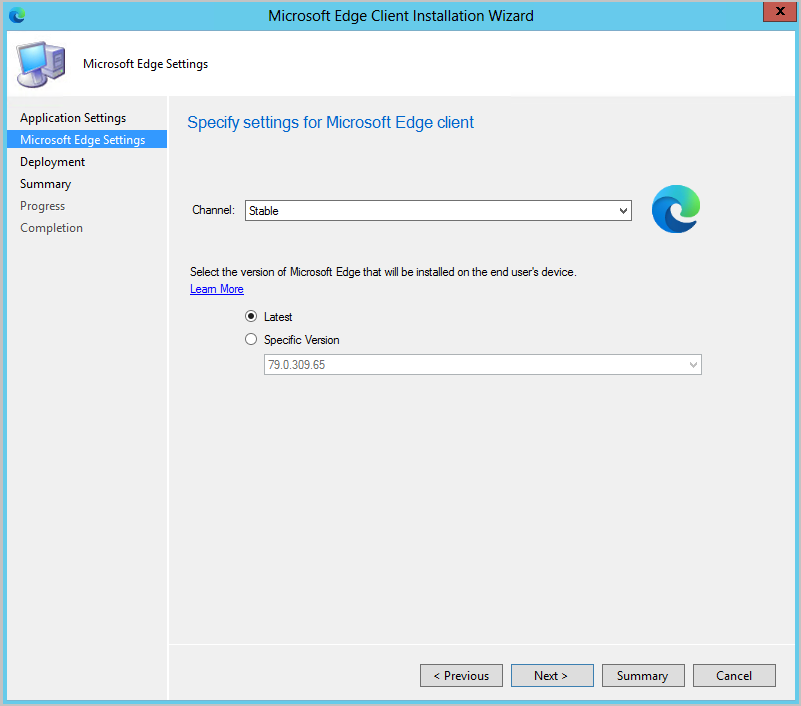 Microsoft Edge Client Installation Wizard
x
Microsoft Edge Settings
Application Settings
Microsoft Edge Settings
Deployment
Summary
Progress
Completion
Specify settings for Microsoft Edge client
Channel: Stable
Select the version of Microsoft Edge that will be installed on the end user's device.
Learn More
Latest
Specific Version
79.0.309.65
< Previous Next > Summary Cancel